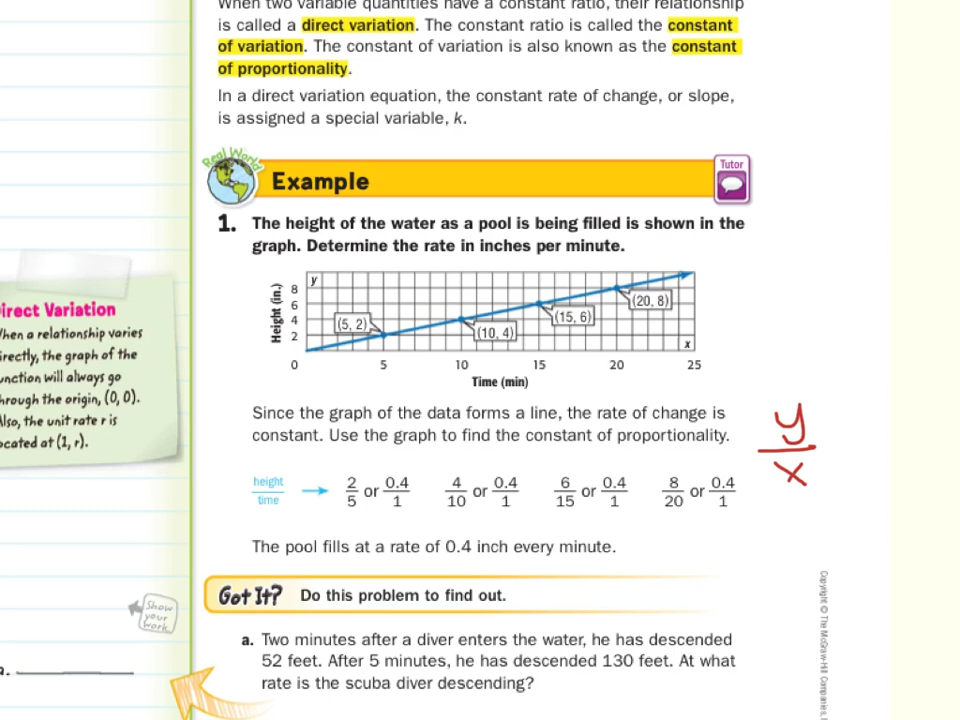 When two variable quantities have a constant ratio, their relationship
is called a direct variation. The constant ratio is called the constant
of variation. The constant of variation is also known as the constant
of proportionality.
In a direct variation equation, the constant rate of change, or slope,
is assigned a special variable, k.
Real World
Example
Tutor
1. The height of the water as a pool is being filled is shown in the
graph. Determine the rate in inches per minute.
Height (in.)
y
8
6
4
2
(5, 2)
(10, 4)
(15, 6)
(20, 8)
x
0 5 10 15 20 25
Time (min)
irect Variation
hen a relationship varies
irectly, the graph of the
unction will always go
hrough the origin, (0, 0).
lso, the unit rate r is
ocated at (1, r).
Since the graph of the data forms a line, the rate of change is
constant. Use the graph to find the constant of proportionality.
y
x
height/time → 2/5 or 0.4/1 4/10 or 0.4/1 6/15 or 0.4/1 8/20 or 0.4/1
The pool fills at a rate of 0.4 inch every minute.
Got It? Do this problem to find out.
Show
your
work.
a. Two minutes after a diver enters the water, he has descended
52 feet. After 5 minutes, he has descended 130 feet. At what
rate is the scuba diver descending?
a. ________
Copyright © The McGraw-Hill Companies, I